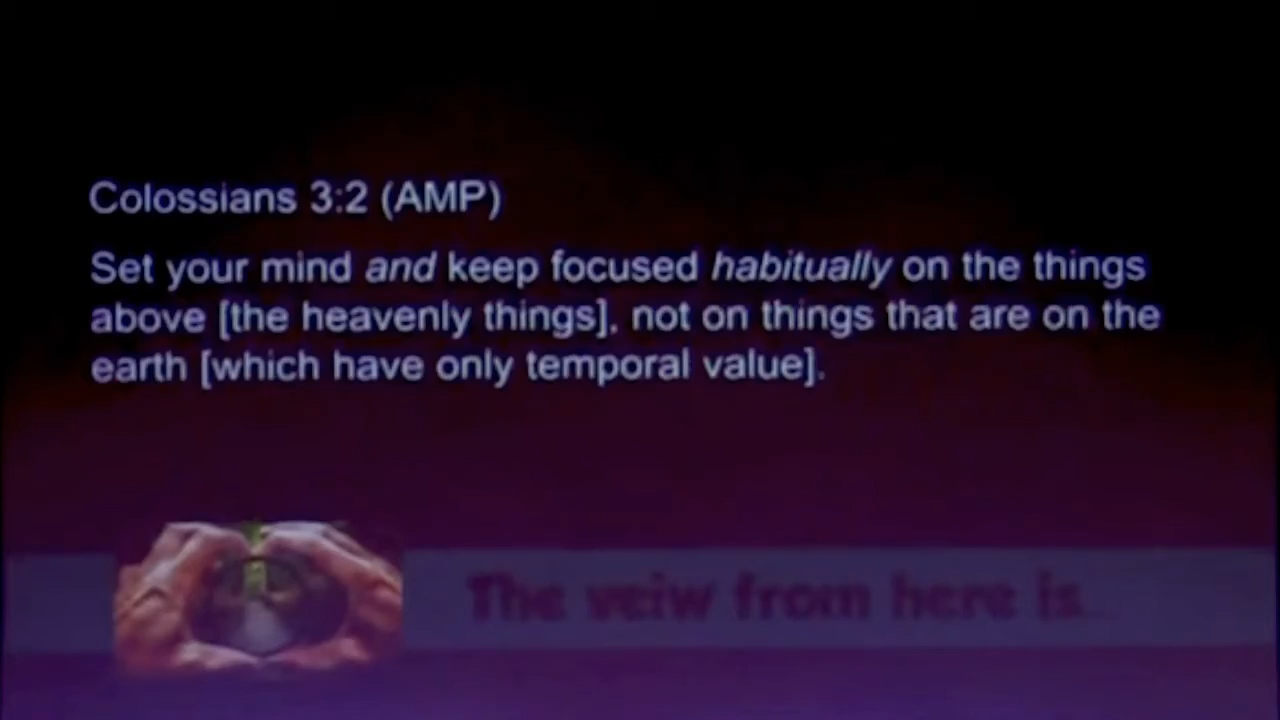 Colossians 3:2 (AMP)
Set your mind and keep focused habitually on the things
above [the heavenly things], not on things that are on the
earth [which have only temporal value].
The veiw from here is...